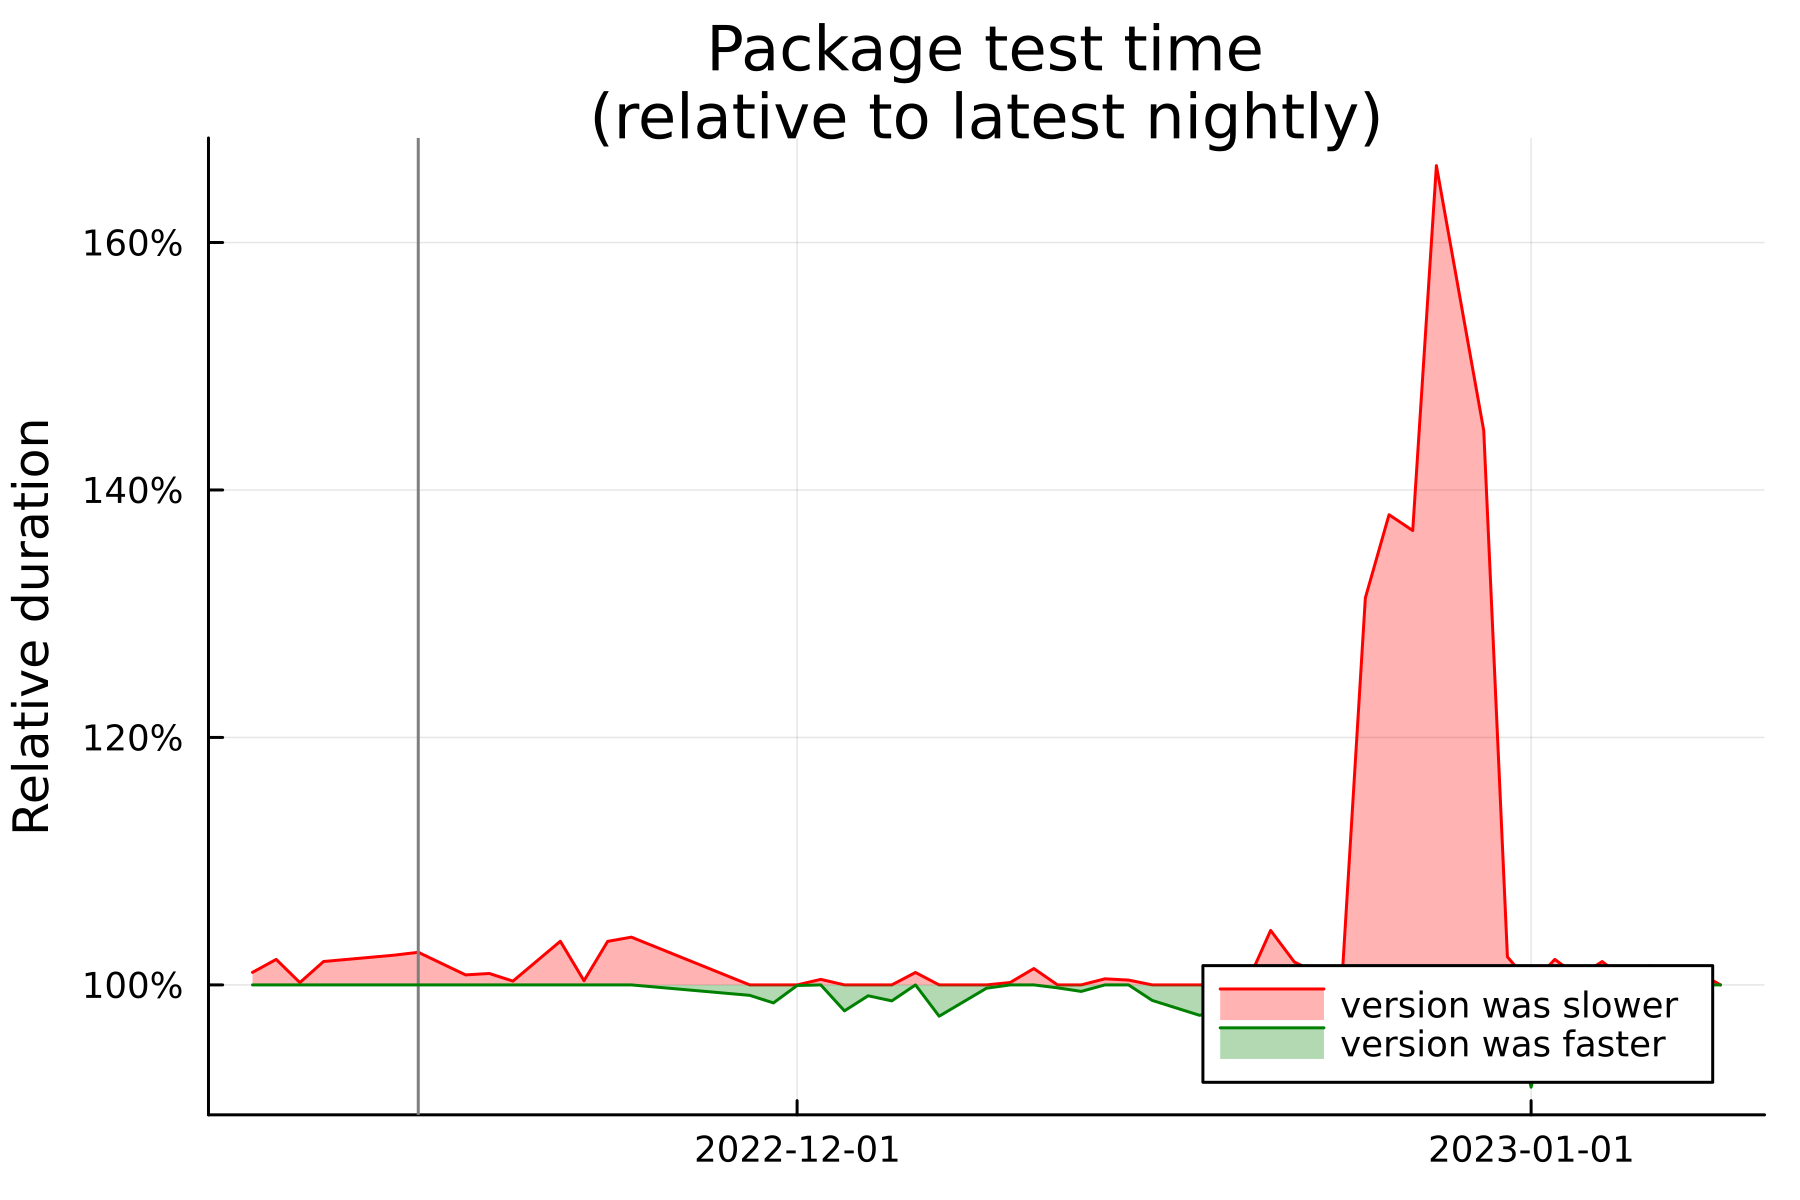 Package test time
(relative to latest nightly)
Relative duration
160%
140%
120%
100%
version was slower
version was faster
2022-12-01
2023-01-01